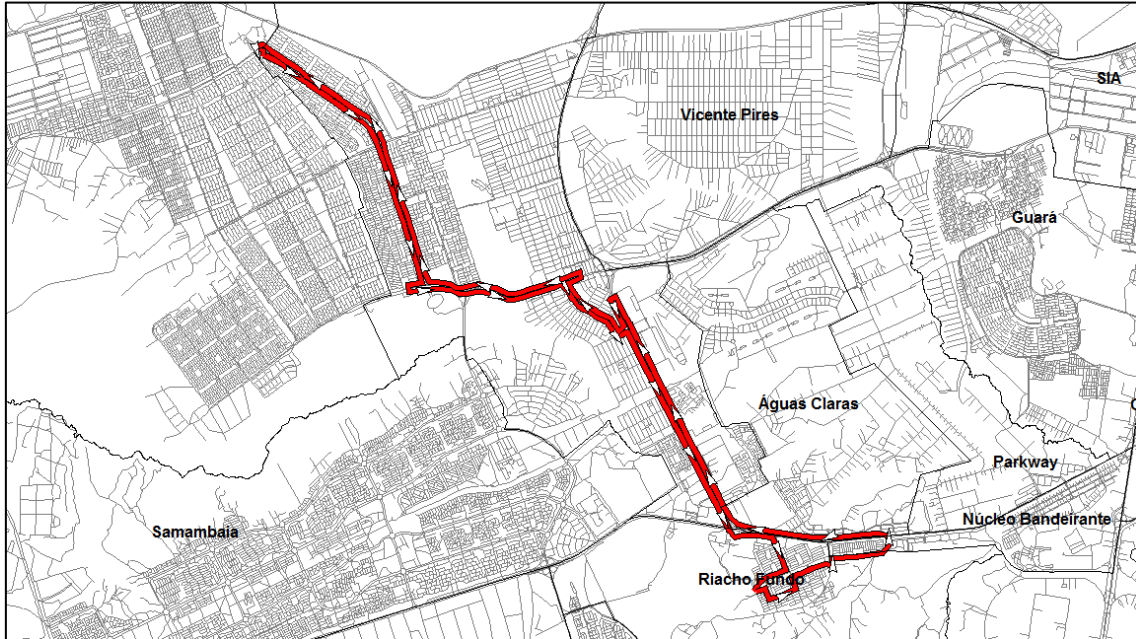 SIA
Vicente Pires
Guará
Águas Claras
Parkway
Núcleo Bandeirante
Samambaia
Riacho Fundo